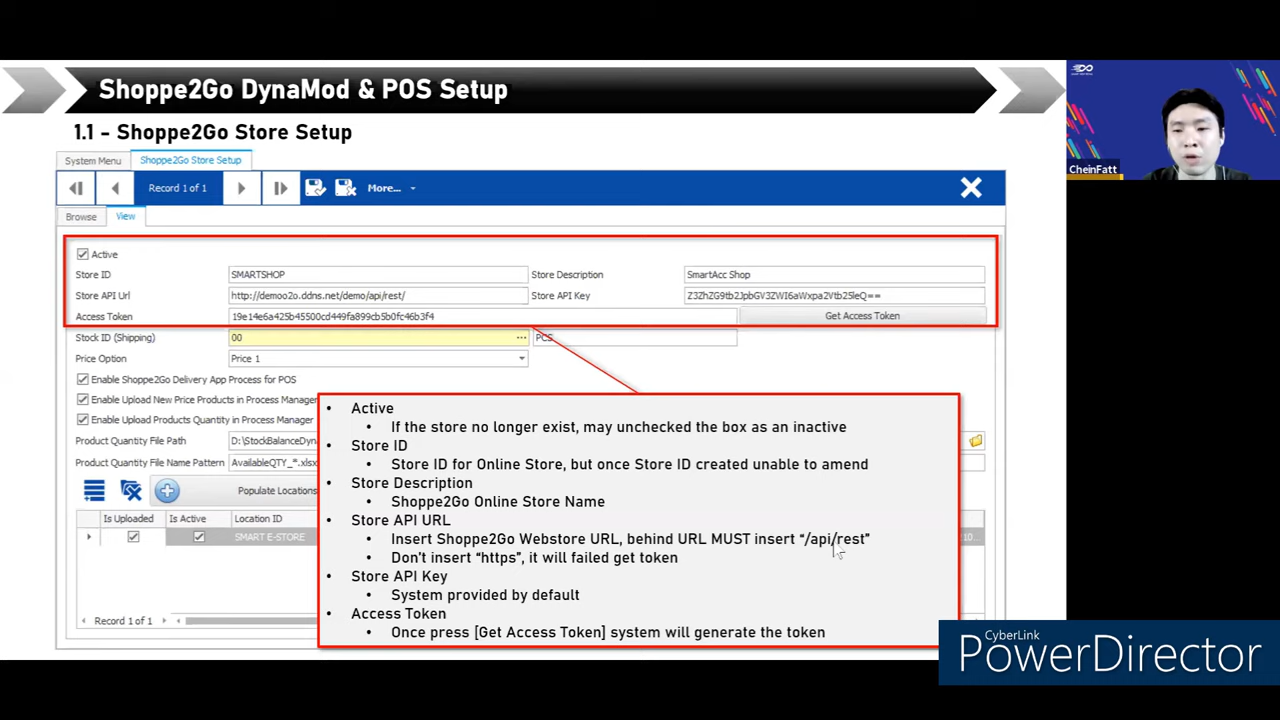 Shoppe2Go DynaMod & POS Setup
1.1 - Shoppe2Go Store Setup
System Menu Shoppe2Go Store Setup
Record 1 of 1 More...
Browse View
Active
Store ID SMARTSHOP Store Description SmartAcc Shop
Store API Url http://demoo2o.ddns.net/demo/api/rest/ Store API Key Z3ZhZG9tb2JpbGV3ZWI6aWxpa2Vtb25leQ==
Access Token 19e14e6a425b45500cd449fa899cb5b0fc46b3f4 Get Access Token
Stock ID (Shipping) 00 ... PCS
Price Option Price 1
Enable Shoppe2Go Delivery App Process for POS
Enable Upload New Price Products in Process Manager
Enable Upload Products Quantity in Process Manager
Product Quantity File Path D:\StockBalanceDyna
Product Quantity File Name Pattern AvailableQTY_*.xlsx
Populate Locations
Is Uploaded Is Active Location ID
SMART E-STORE
Record 1 of 1
• Active
• If the store no longer exist, may unchecked the box as an inactive
• Store ID
• Store ID for Online Store, but once Store ID created unable to amend
• Store Description
• Shoppe2Go Online Store Name
• Store API URL
• Insert Shoppe2Go Webstore URL, behind URL MUST insert “/api/rest”
• Don’t insert “https”, it will failed get token
• Store API Key
• System provided by default
• Access Token
• Once press [Get Access Token] system will generate the token
CheinFatt
CyberLink
PowerDirector